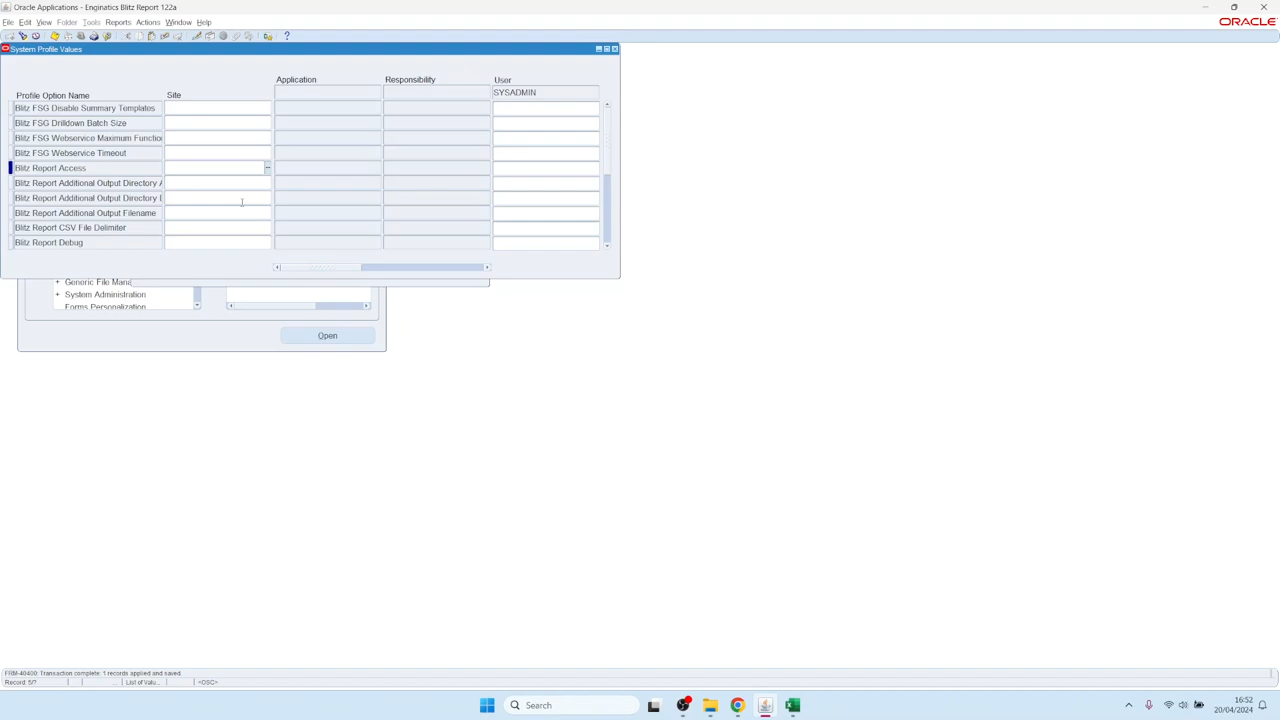 Oracle Applications - Enginatics Blitz Report 122a
File Edit View Folder Tools Reports Actions Window Help
ORACLE
System Profile Values
Application Responsibility User
SYSADMIN
Profile Option Name Site
Blitz FSG Disable Summary Templates
Blitz FSG Drilldown Batch Size
Blitz FSG Webservice Maximum Functio
Blitz FSG Webservice Timeout
Blitz Report Access
Blitz Report Additional Output Directory A
Blitz Report Additional Output Directory
Blitz Report Additional Output Filename
Blitz Report CSV File Delimiter
Blitz Report Debug
+ Generic File Mana
+ System Administration
Forms Personalization
Open
FRM-40400: Transaction complete: 1 records applied and saved.
Record: 5/? ... List of Valu... <OSC>
Search
16:52
20/04/2024